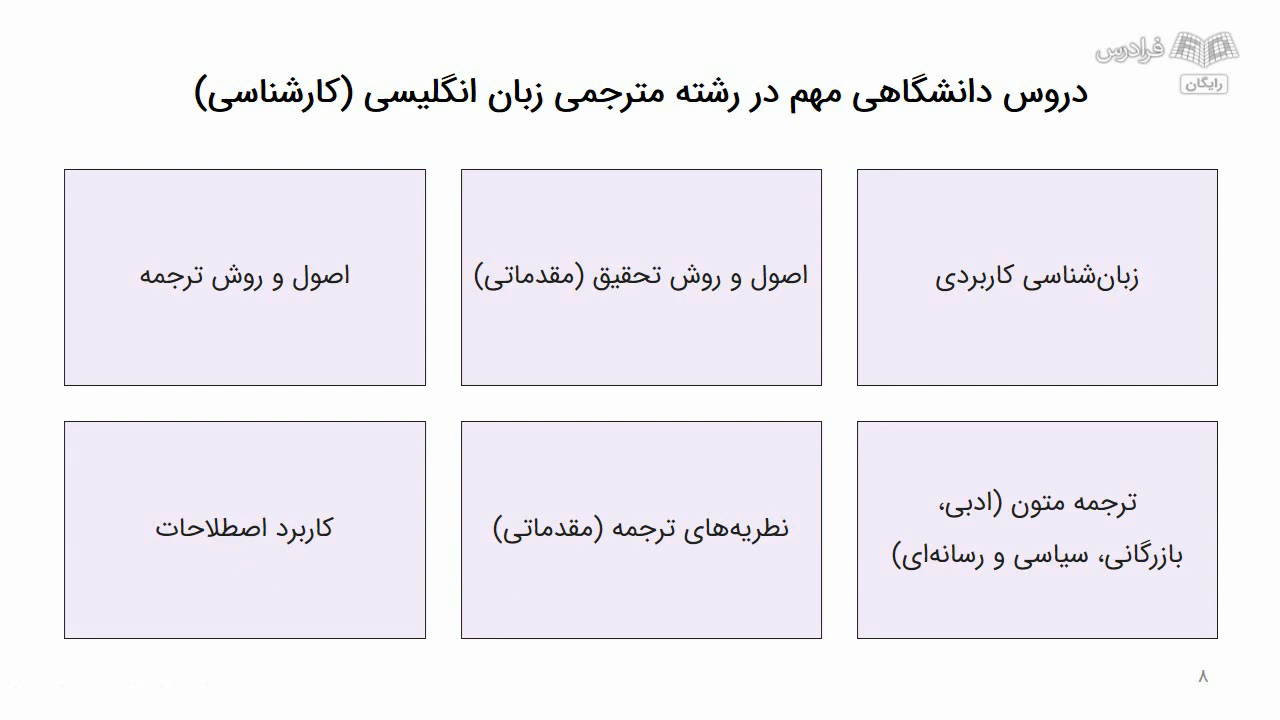 فرادرس
رایگان
دروس دانشگاهی مهم در رشته مترجمی زبان انگلیسی (کارشناسی)
زبان‌شناسی کاربردی
اصول و روش تحقیق (مقدماتی)
اصول و روش ترجمه
ترجمه متون (ادبی،
بازرگانی، سیاسی و رسانه‌ای)
نطریه‌های ترجمه (مقدماتی)
کاربرد اصطلاحات
۸